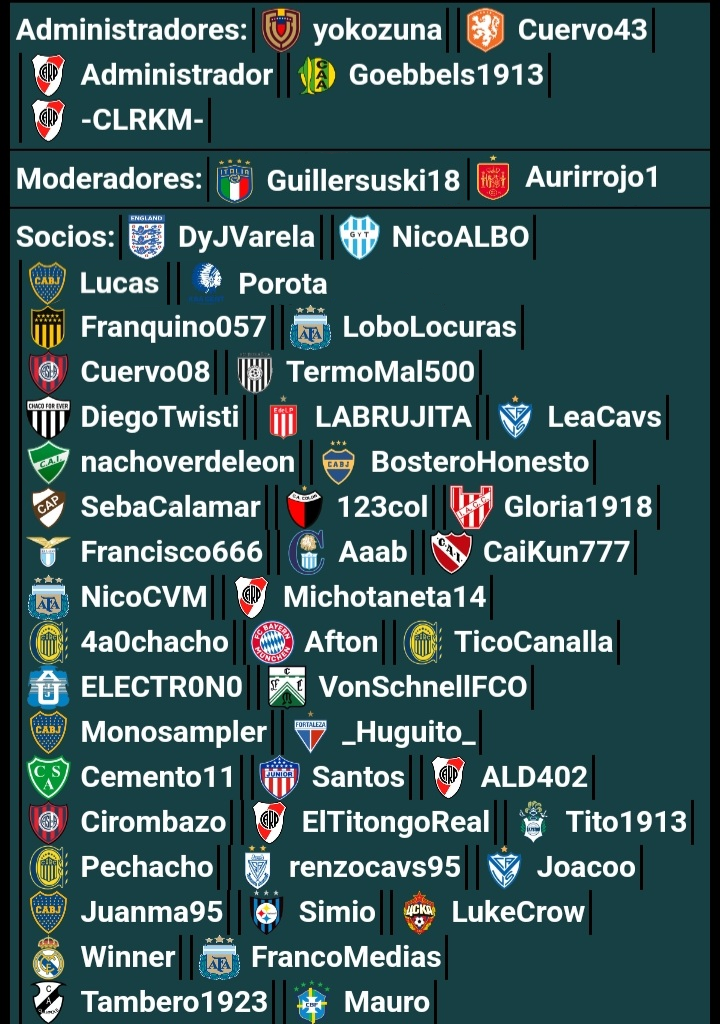 Administradores: yokozuna Cuervo43
Administrador Goebbels1913
-CLRKM-
Moderadores: Guillersuski18 Aurirrojo1
Socios: DyJVarela NicoALBO
Lucas Porota
Franquino057 LoboLocuras
Cuervo08 TermoMal500
DiegoTwisti LABRUJITA LeaCavs
nachoverdeleon BosteroHonesto
SebaCalamar 123col Gloria1918
Francisco666 Aaab CaiKun777
NicoCVM Michotaneta14
4a0chacho Afton TicoCanalla
ELECTR0N0 VonSchnellFCO
Monosampler _Huguito_
Cemento11 Santos ALD402
Cirombazo ElTitongoReal Tito1913
Pechacho renzocavs95 Joacoo
Juanma95 Simio LukeCrow
Winner FrancoMedias
Tambero1923 Mauro